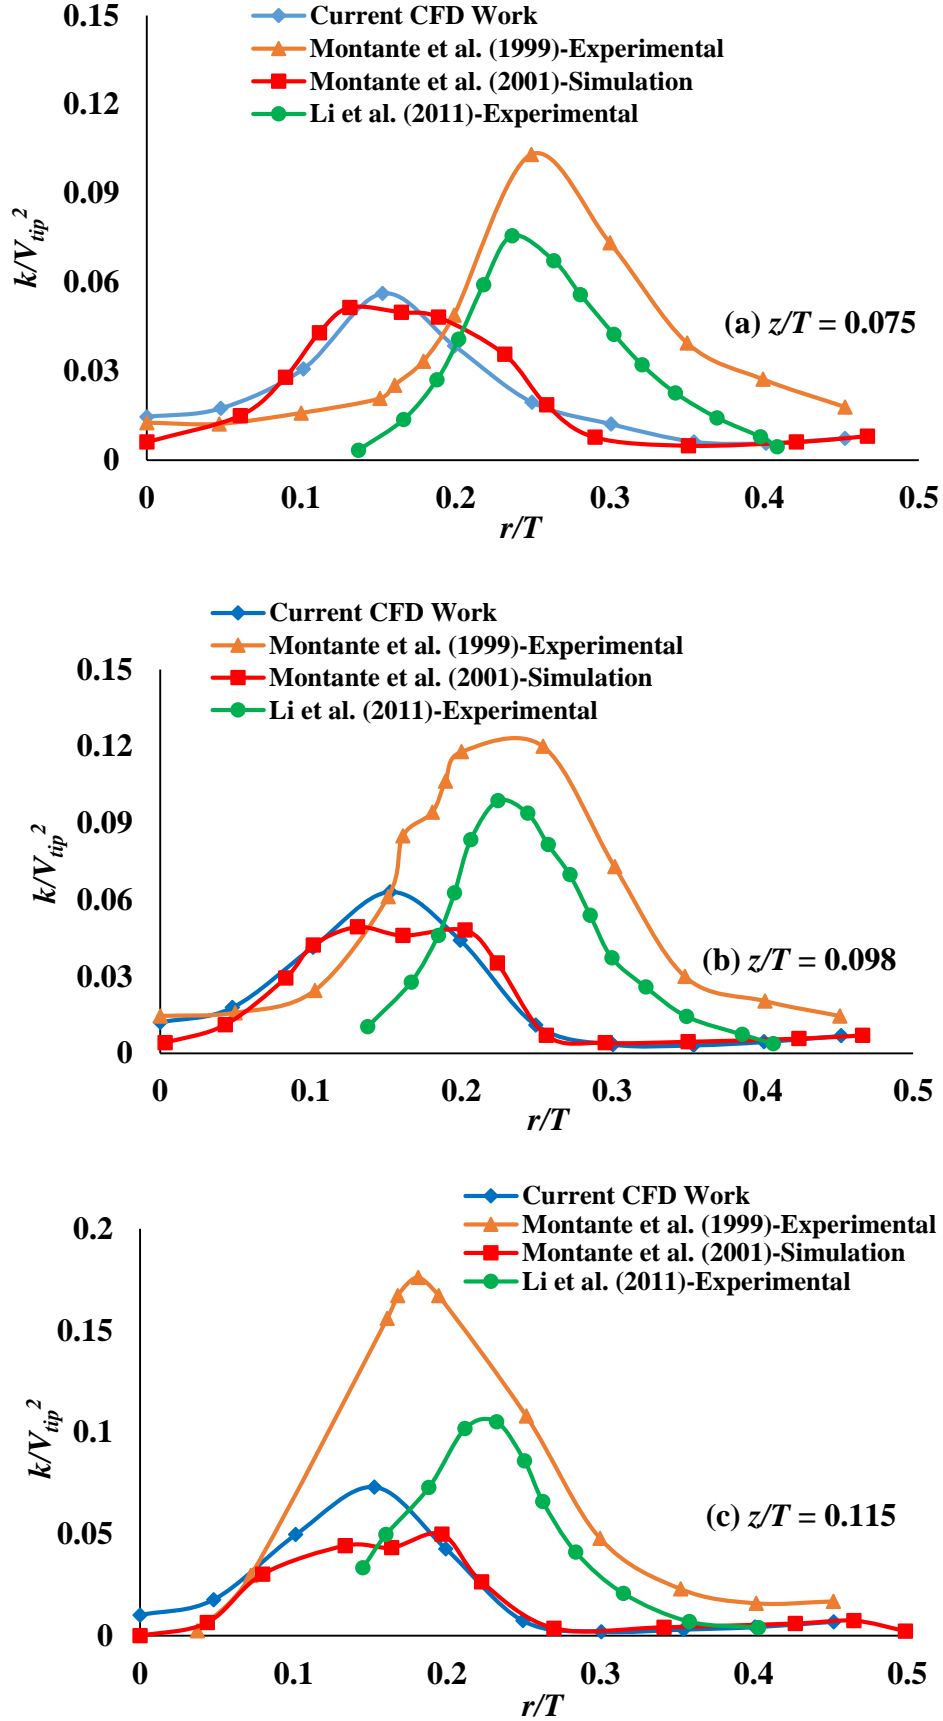 Current CFD Work
Montante et al. (1999)-Experimental
Montante et al. (2001)-Simulation
Li et al. (2011)-Experimental
0.15
0.12
0.09
0.06
0.03
0
k/V_tip^2
(a) z/T = 0.075
0 0.1 0.2 0.3 0.4 0.5
r/T
Current CFD Work
Montante et al. (1999)-Experimental
Montante et al. (2001)-Simulation
Li et al. (2011)-Experimental
0.15
0.12
0.09
0.06
0.03
0
k/V_tip^2
(b) z/T = 0.098
0 0.1 0.2 0.3 0.4 0.5
r/T
Current CFD Work
Montante et al. (1999)-Experimental
Montante et al. (2001)-Simulation
Li et al. (2011)-Experimental
0.2
0.15
0.1
0.05
0
k/V_tip^2
(c) z/T = 0.115
0 0.1 0.2 0.3 0.4 0.5
r/T